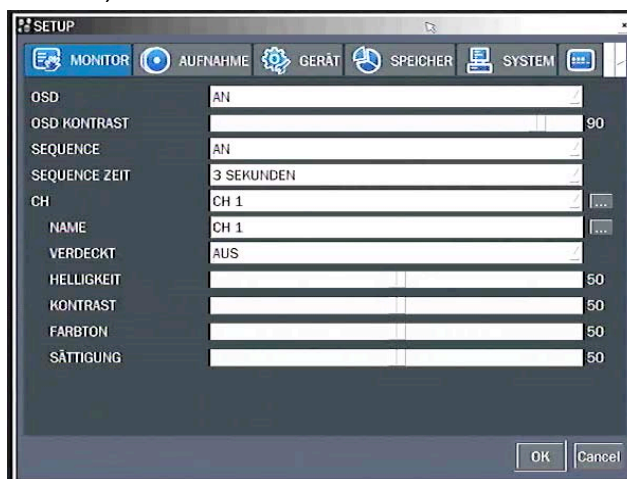 SETUP
MONITOR AUFNAHME GERÄT SPEICHER SYSTEM
OSD AN
OSD KONTRAST 90
SEQUENCE AN
SEQUENCE ZEIT 3 SEKUNDEN
CH CH 1 ...
NAME CH 1 ...
VERDECKT AUS
HELLIGKEIT 50
KONTRAST 50
FARBTON 50
SÄTTIGUNG 50
OK Cancel